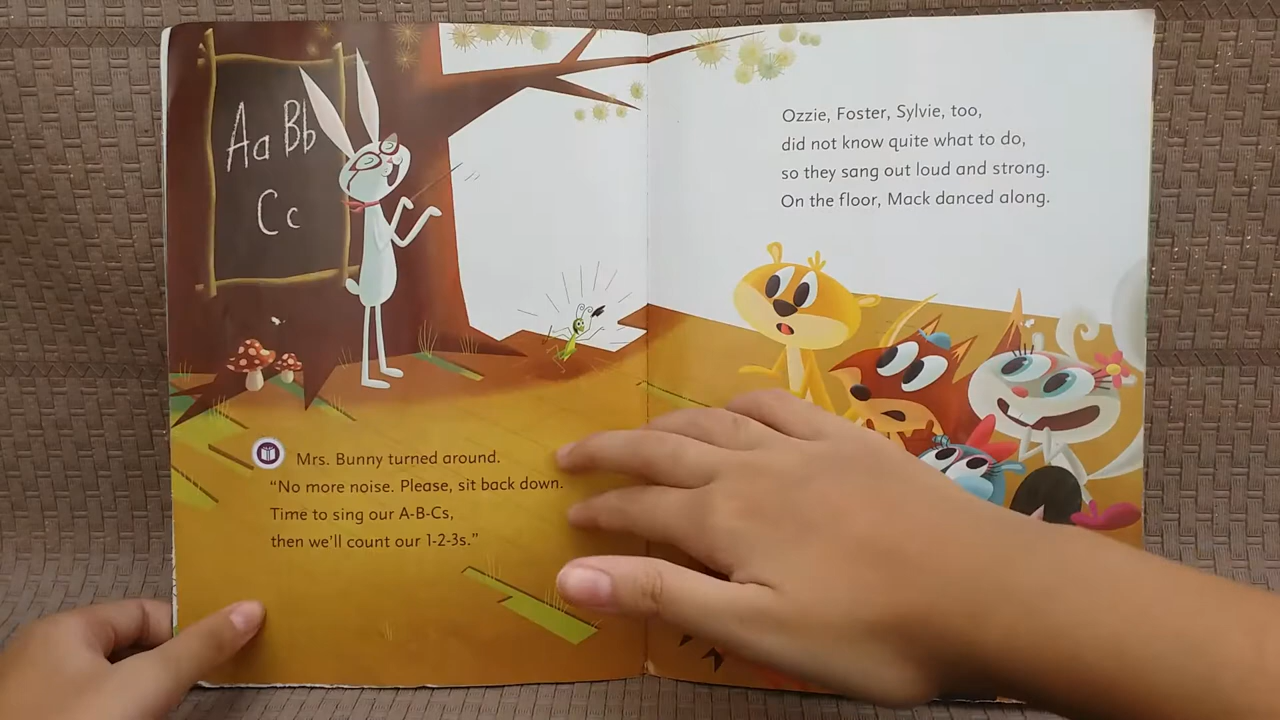 Aa Bb
Cc
Mrs. Bunny turned around.
“No more noise. Please, sit back down.
Time to sing our A-B-Cs,
then we’ll count our 1-2-3s.”
Ozzie, Foster, Sylvie, too,
did not know quite what to do,
so they sang out loud and strong.
On the floor, Mack danced along.